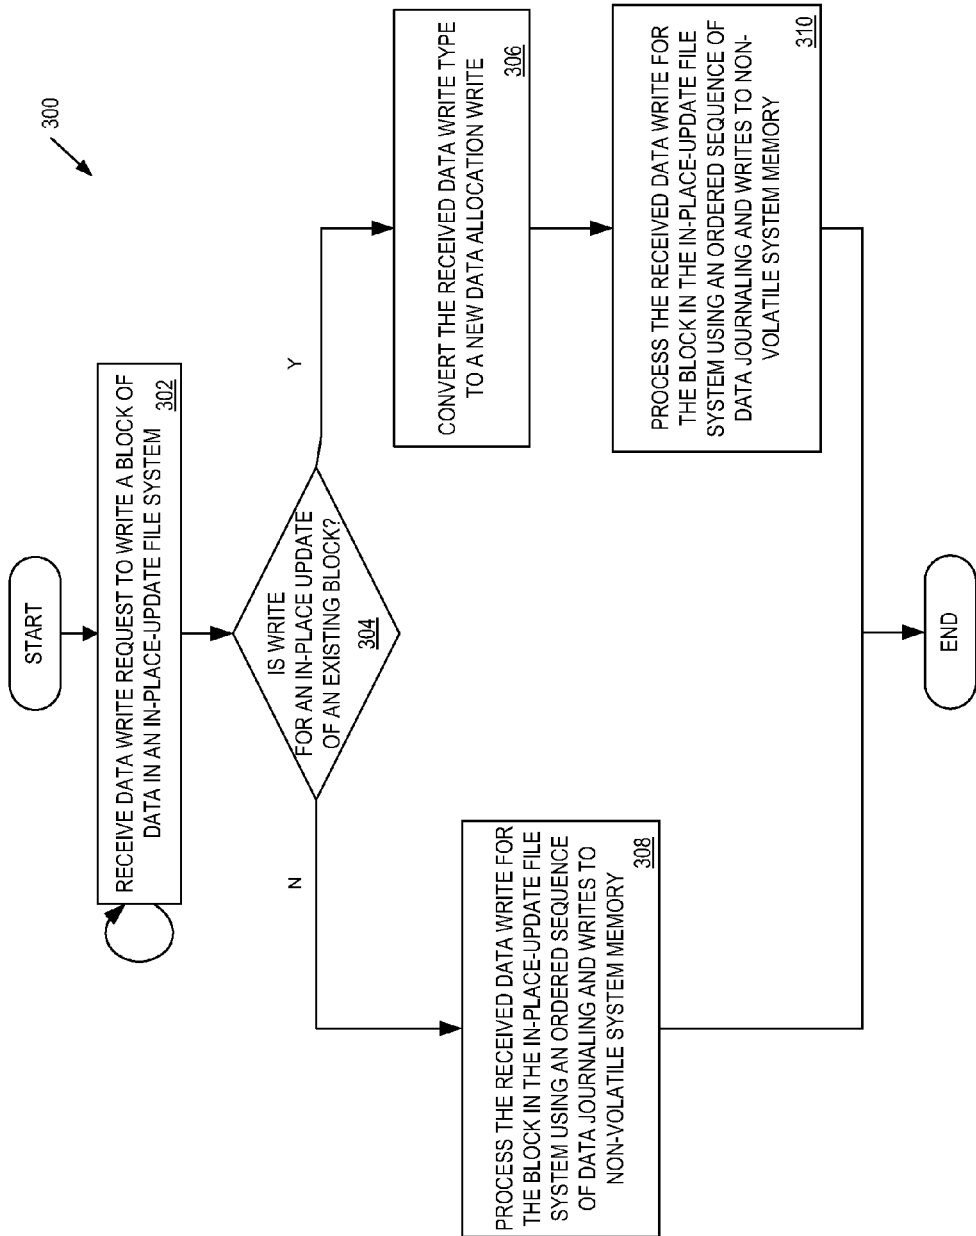 300
START
RECEIVE DATA WRITE REQUEST TO WRITE A BLOCK OF
DATA IN AN IN-PLACE-UPDATE FILE SYSTEM
302
IS WRITE
FOR AN IN-PLACE UPDATE
OF AN EXISTING BLOCK?
304
N
Y
CONVERT THE RECEIVED DATA WRITE TYPE
TO A NEW DATA ALLOCATION WRITE
306
PROCESS THE RECEIVED DATA WRITE FOR
THE BLOCK IN THE IN-PLACE-UPDATE FILE
SYSTEM USING AN ORDERED SEQUENCE
OF DATA JOURNALING AND WRITES TO
NON-VOLATILE SYSTEM MEMORY
308
PROCESS THE RECEIVED DATA WRITE FOR
THE BLOCK IN THE IN-PLACE-UPDATE FILE
SYSTEM USING AN ORDERED SEQUENCE OF
DATA JOURNALING AND WRITES TO NON-
VOLATILE SYSTEM MEMORY
310
END